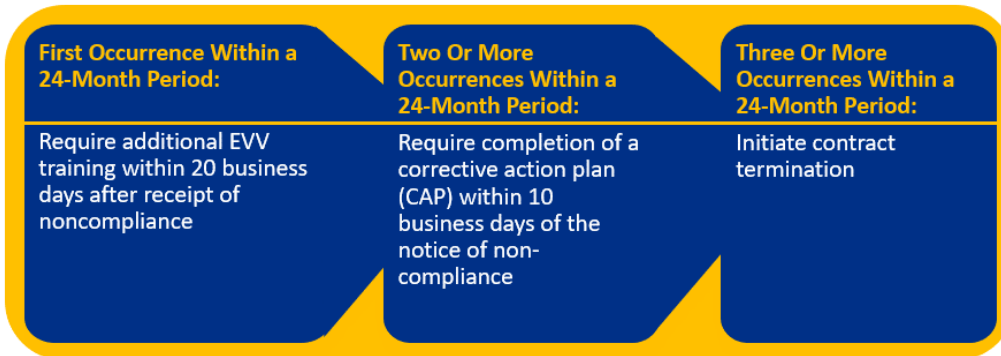 First Occurrence Within a
24-Month Period:
Require additional EVV
training within 20 business
days after receipt of
noncompliance
Two Or More
Occurrences Within a
24-Month Period:
Require completion of a
corrective action plan
(CAP) within 10
business days of the
notice of non-
compliance
Three Or More
Occurrences Within a
24-Month Period:
Initiate contract
termination